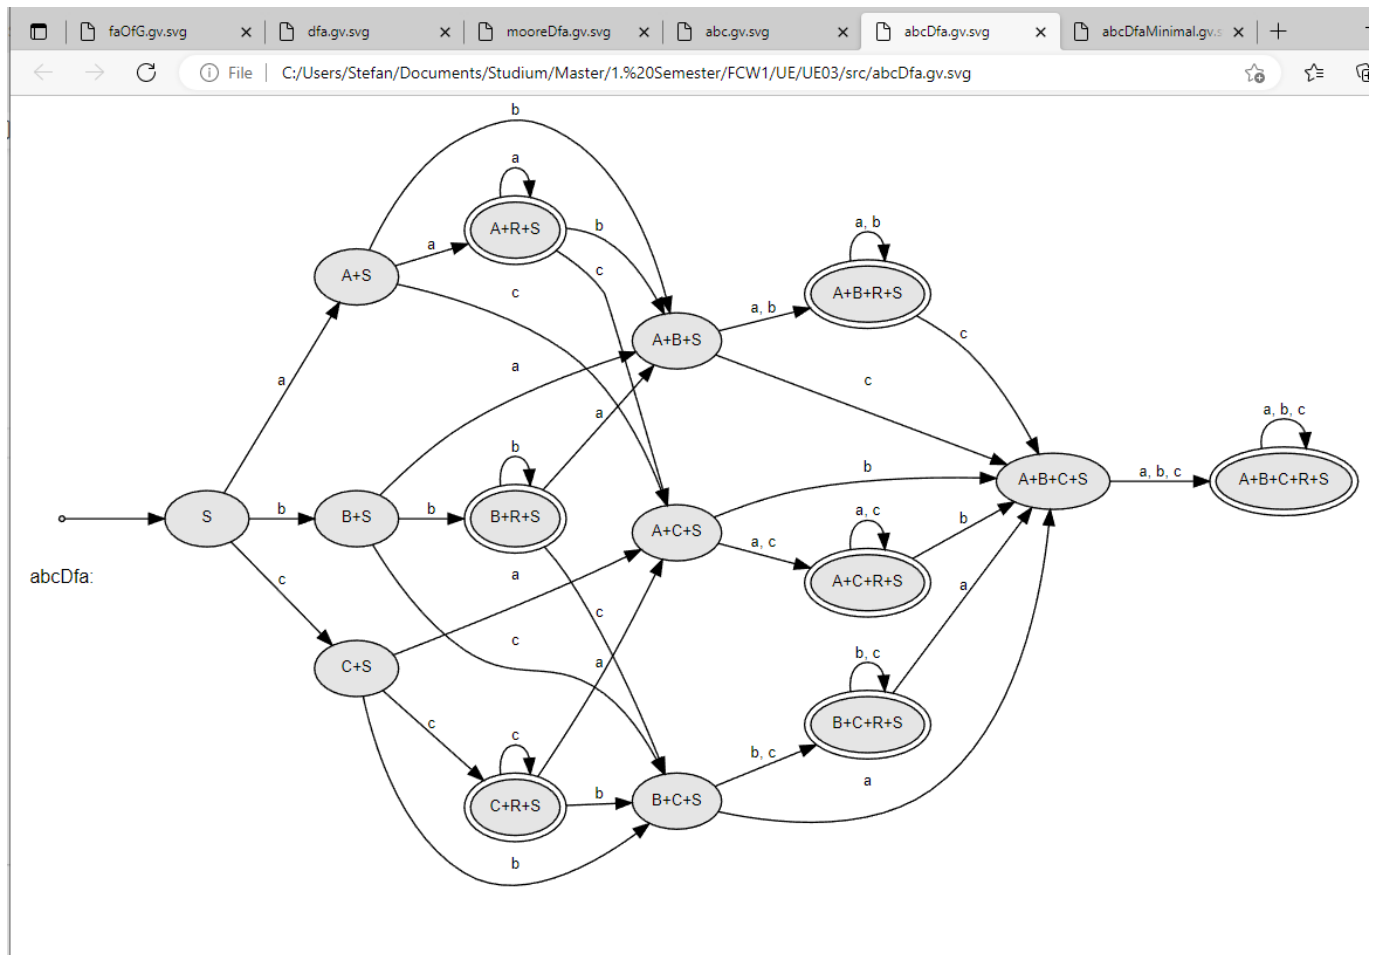 faOfG.gv.svg
dfa.gv.svg
mooreDfa.gv.svg
abc.gv.svg
abcDfa.gv.svg
abcDfaMinimal.gv.s
File
C:/Users/Stefan/Documents/Studium/Master/1.%20Semester/FCW1/UE/UE03/src/abcDfa.gv.svg
b
a
A+R+S
b
a, b
a
A+S
c
c
A+B+R+S
a, b
A+B+S
c
a
a
c
a
a, b, c
b
b
A+B+C+S
a, b, c
A+B+C+R+S
S
b
B+S
b
B+R+S
A+C+S
a, c
a, c
b
abcDfa:
c
a
A+C+R+S
a
c
c
a
b, c
C+S
c
c
B+C+R+S
b, c
a
C+R+S
b
B+C+S
b